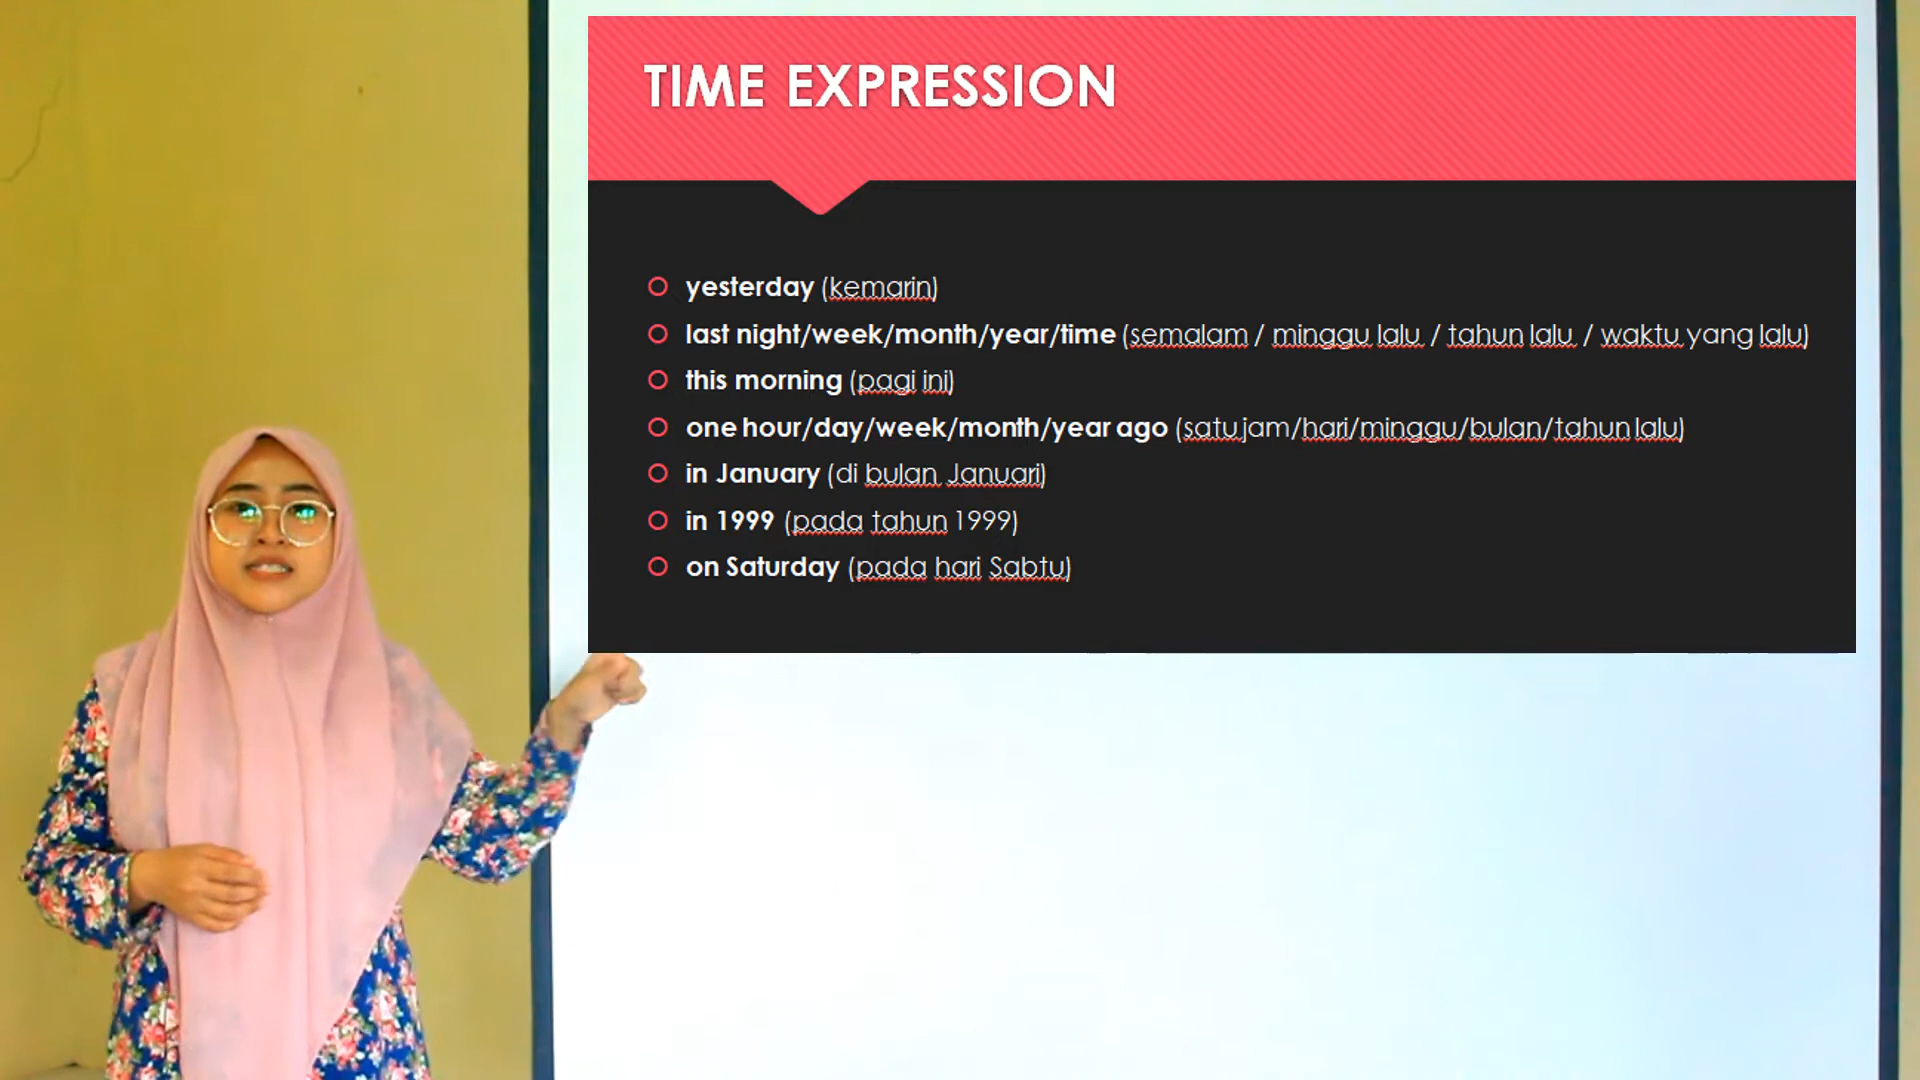 TIME EXPRESSION
yesterday (kemarin)
last night/week/month/year/time (semalam / minggu lalu / tahun lalu / waktu yang lalu)
this morning (pagi ini)
one hour/day/week/month/year ago (satu jam/hari/minggu/bulan/tahun lalu)
in January (di bulan Januari)
in 1999 (pada tahun 1999)
on Saturday (pada hari Sabtu)